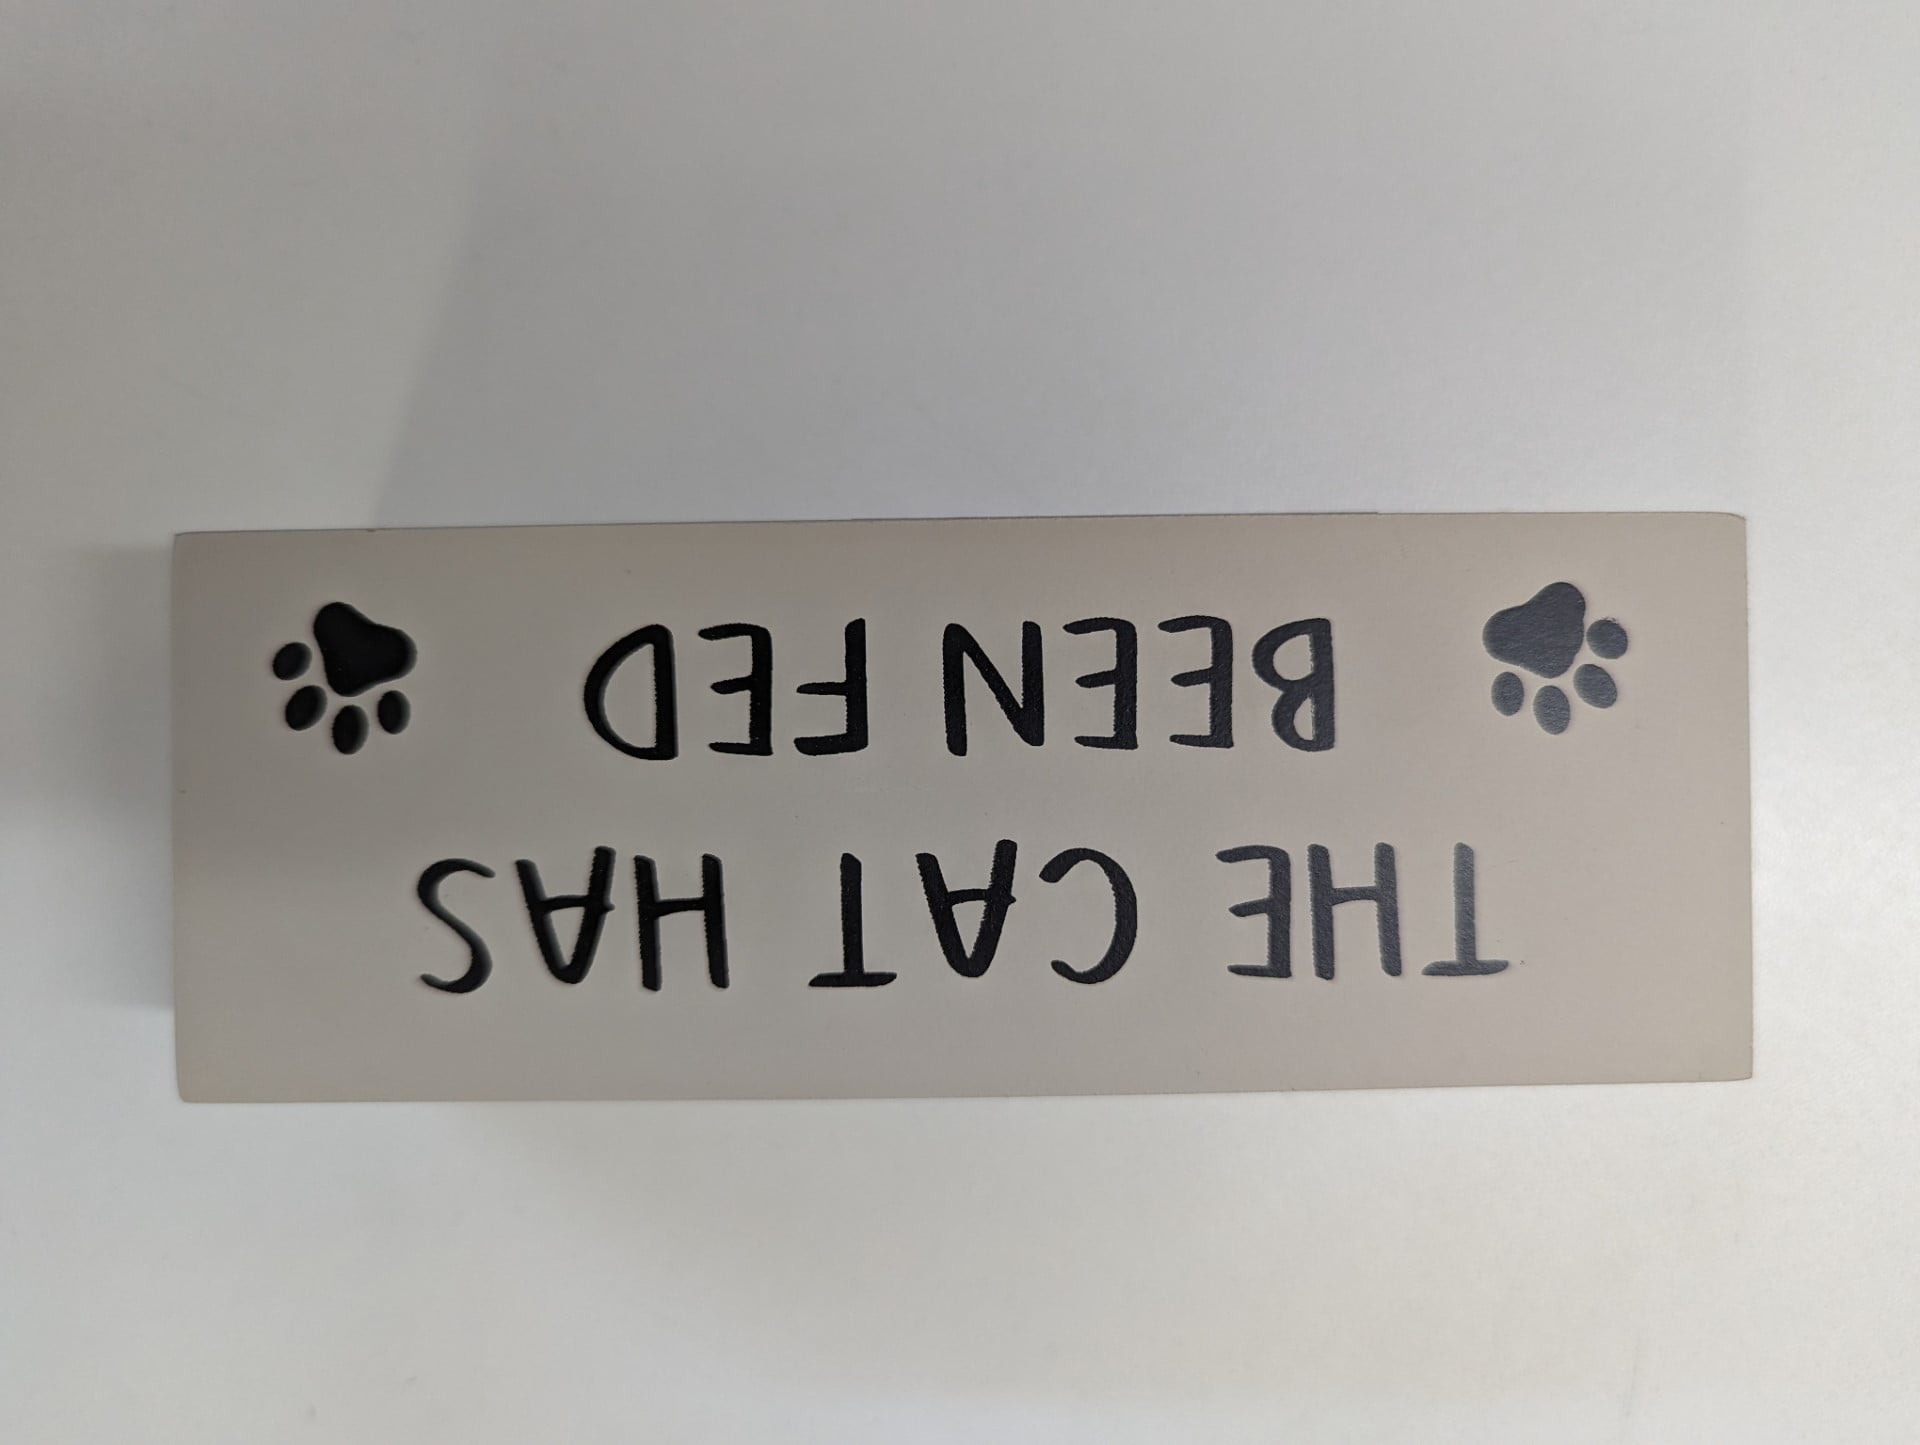 THE CAT HAS
BEEN FED